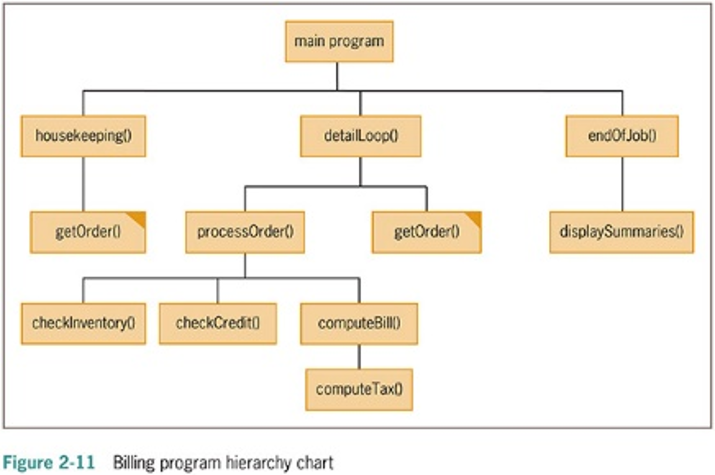 main program
housekeeping()
detailLoop()
endOfJob()
getOrder()
processOrder()
getOrder()
displaySummaries()
checkInventory()
checkCredit()
computeBill()
computeTax()
Figure 2-11 Billing program hierarchy chart